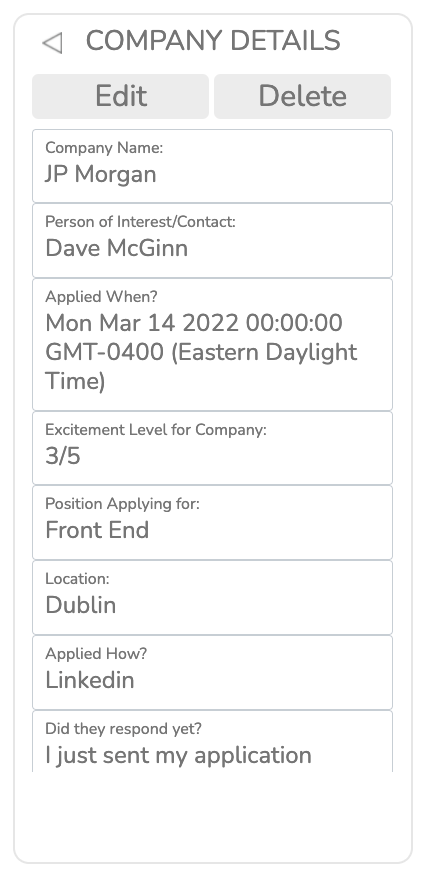 COMPANY DETAILS
Edit
Delete
Company Name:
JP Morgan
Person of Interest/Contact:
Dave McGinn
Applied When?
Mon Mar 14 2022 00:00:00
GMT-0400 (Eastern Daylight
Time)
Excitement Level for Company:
3/5
Position Applying for:
Front End
Location:
Dublin
Applied How?
Linkedin
Did they respond yet?
I just sent my application